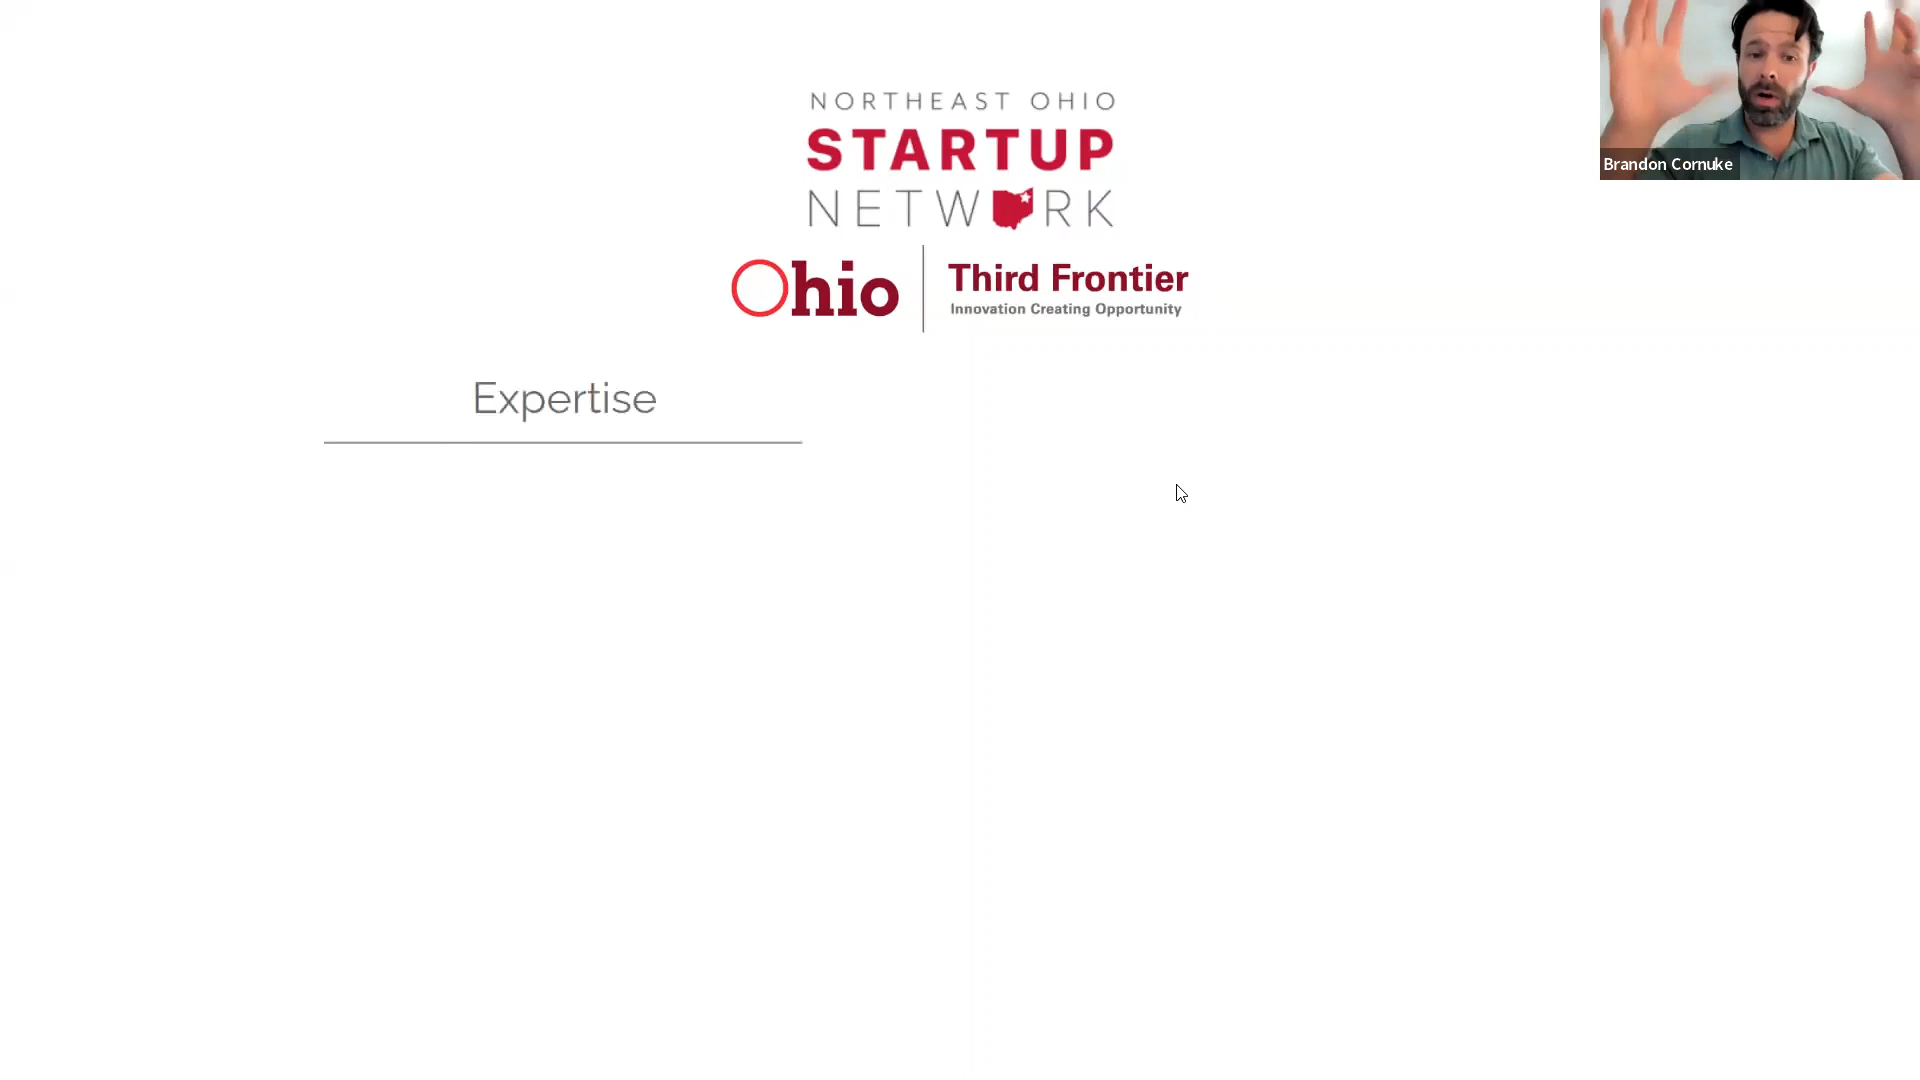 NORTHEAST OHIO
STARTUP
NETWORK
Ohio
Third Frontier
Innovation Creating Opportunity
Expertise
Brandon Cornuke